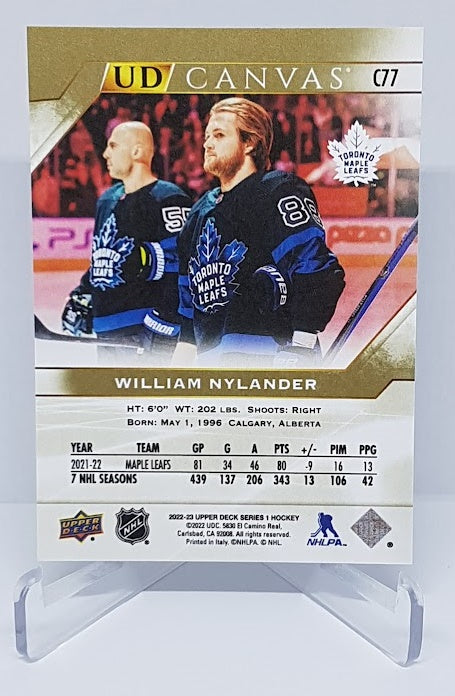 UD CANVAS C77
TORONTO
MAPLE
LEAFS
55
88
TORONTO
MAPLE
LEAFS
WARRIOR
WILLIAM NYLANDER
HT: 6'0" WT: 202 LBS. SHOOTS: RIGHT
BORN: MAY 1, 1996 CALGARY, ALBERTA
YEAR TEAM GP G A PTS +/- PIM PPG
2021-22 MAPLE LEAFS 81 34 46 80 -9 16 13
7 NHL SEASONS 439 137 206 343 13 106 42
UPPER
DECK
NHL
2022-23 UPPER DECK SERIES 1 HOCKEY
©2022 UDC. 5830 El Camino Real,
Carlsbad, CA 92008. All rights reserved.
Printed in Italy. ©NHLPA. © NHL.
NHLPA